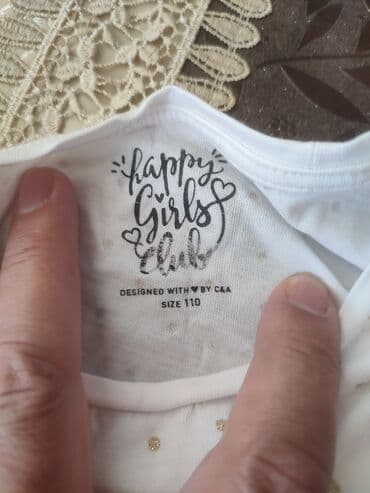 happy
Girls
Club
DESIGNED WITH ♥ BY C&A
SIZE 110